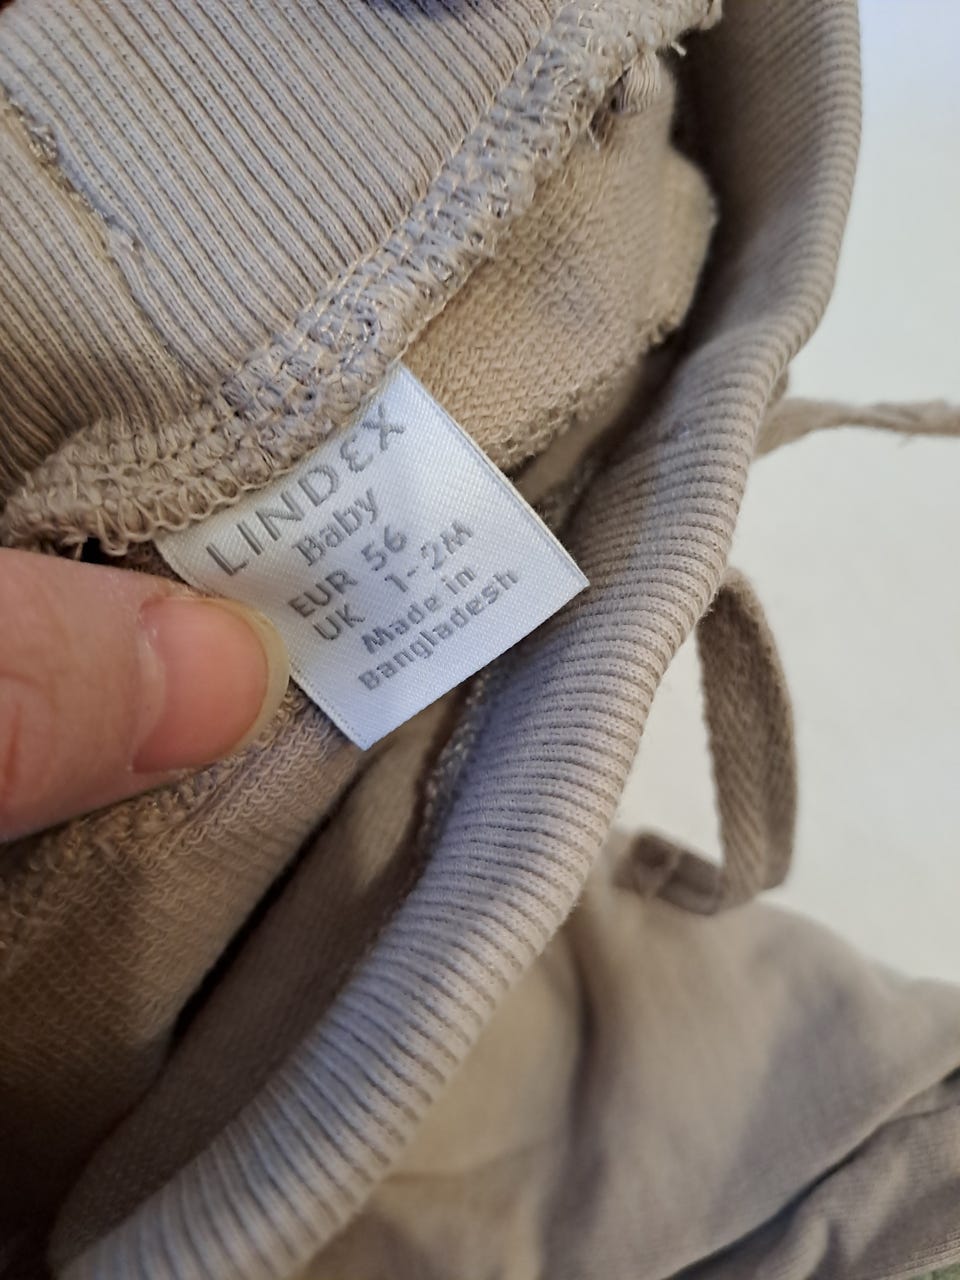 LINDEX
Baby
EUR 56
UK 1-2M
Made in
Bangladesh